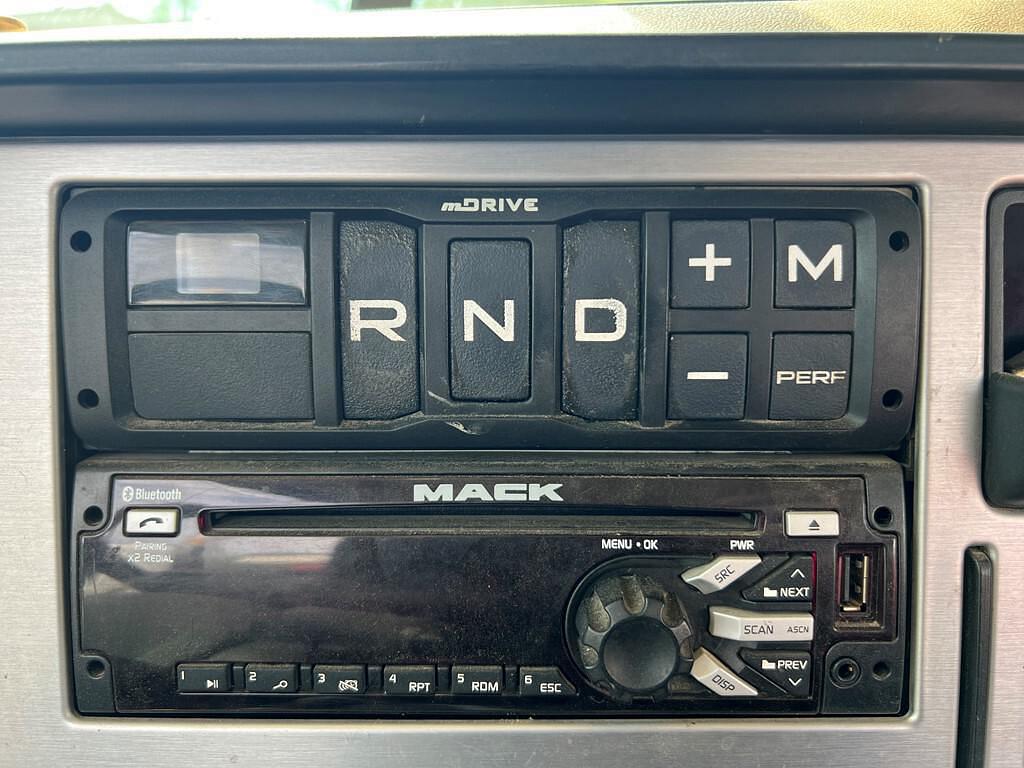 mDRIVE
R N D + M
− PERF
Bluetooth
MACK
PAIRING
X2 REDIAL
MENU • OK
PWR
SRC
NEXT
SCAN ASCN
PREV
DISP
1
2
3
4 RPT
5 RDM
6 ESC